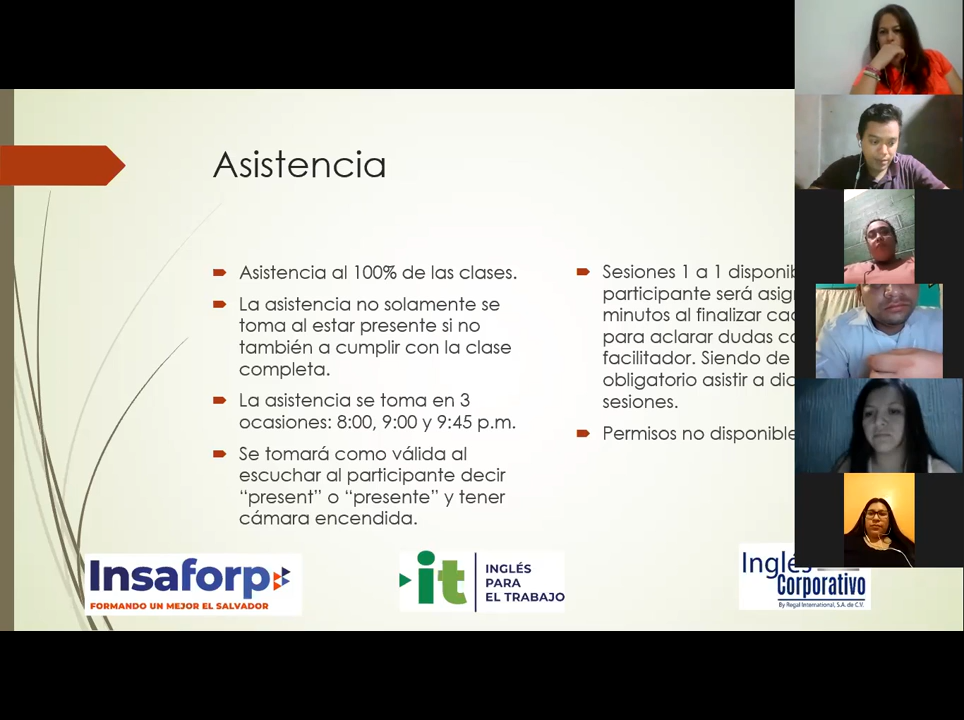 Asistencia
Asistencia al 100% de las clases.
La asistencia no solamente se
toma al estar presente si no
también a cumplir con la clase
completa.
La asistencia se toma en 3
ocasiones: 8:00, 9:00 y 9:45 p.m.
Se tomará como válida al
escuchar al participante decir
“present” o “presente” y tener
cámara encendida.
Sesiones 1 a 1
participante será
minutos al finalizar
para aclarar dudas
facilitador. Siendo de
obligatorio asistir a
sesiones.
Permisos no
Insaforp
FORMANDO UN MEJOR EL SALVADOR
it
INGLÉS
PARA
EL TRABAJO
Inglés
Corporativo
By Regal International, S.A. de C.V.